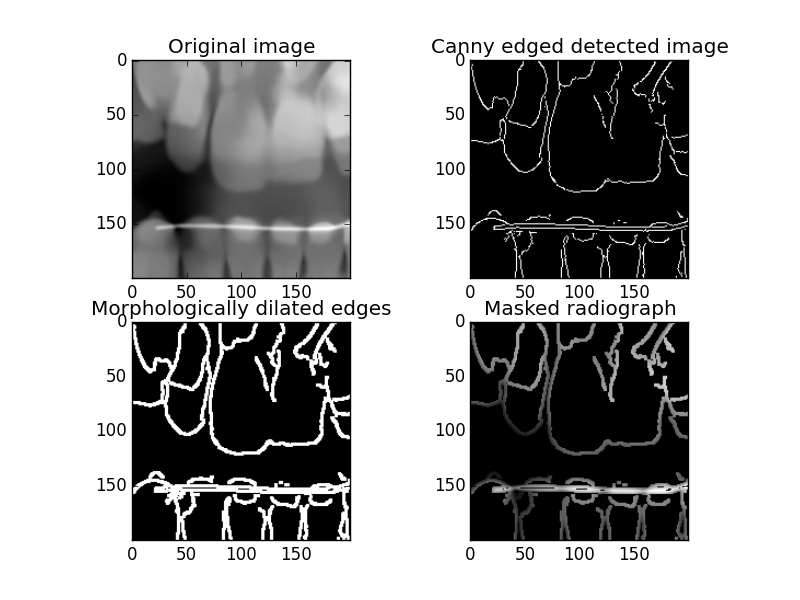 Original image
Canny edged detected image
0
50
100
150
0 50 100 150
0
50
100
150
0 50 100 150
Morphologically dilated edges
Masked radiograph
0
50
100
150
0 50 100 150
0
50
100
150
0 50 100 150